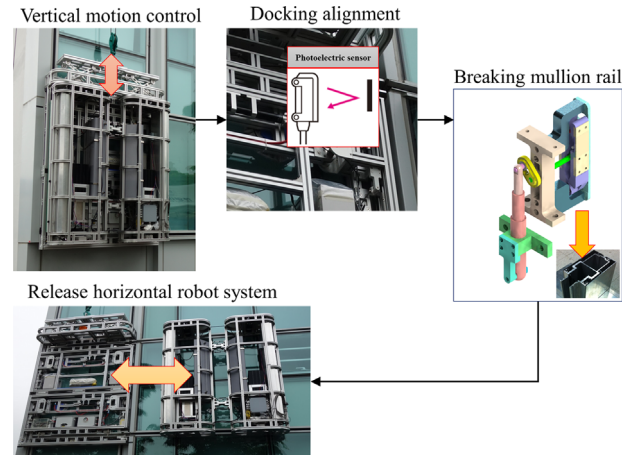 Vertical motion control
Docking alignment
Photoelectric sensor
Breaking mullion rail
Release horizontal robot system